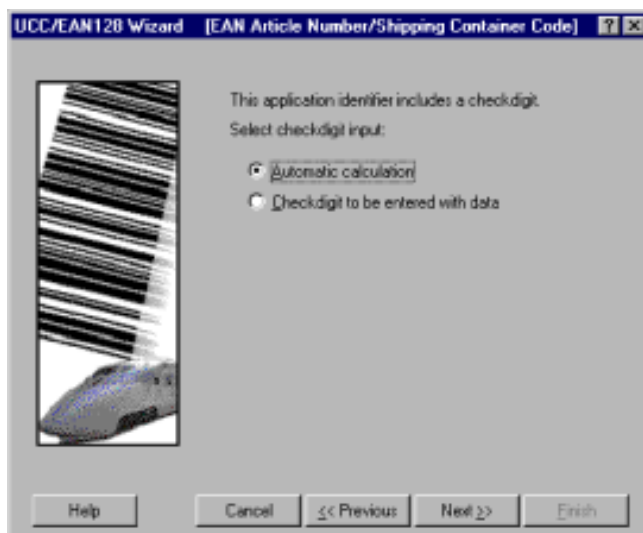 UCC/EAN128 Wizard [EAN Article Number/Shipping Container Code] ? X
This application identifier includes a checkdigit.
Select checkdigit input:
Automatic calculation
Checkdigit to be entered with data
Help Cancel << Previous Next >> Finish